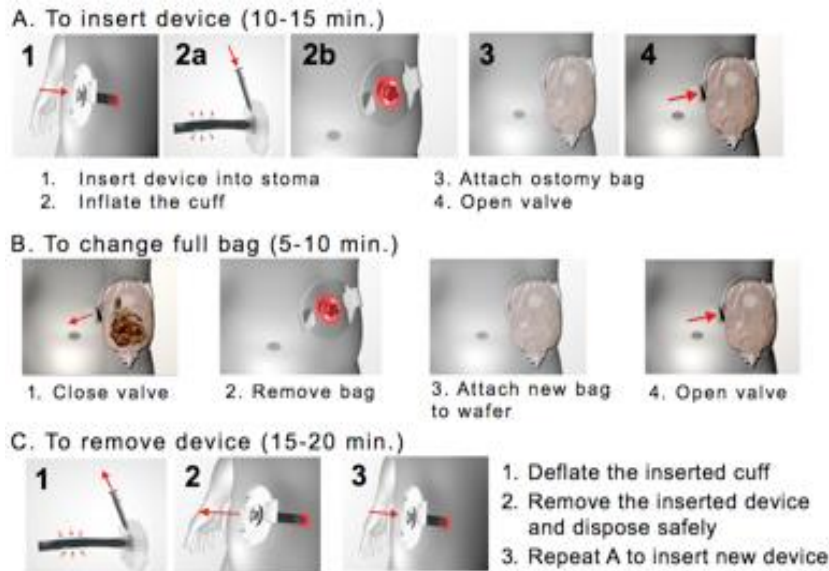 A. To insert device (10-15 min.)
1 2a 2b 3 4
1. Insert device into stoma
2. Inflate the cuff
3. Attach ostomy bag
4. Open valve
B. To change full bag (5-10 min.)
1. Close valve
2. Remove bag
3. Attach new bag
to wafer
4. Open valve
C. To remove device (15-20 min.)
1 2 3
1. Deflate the inserted cuff
2. Remove the inserted device
and dispose safely
3. Repeat A to insert new device